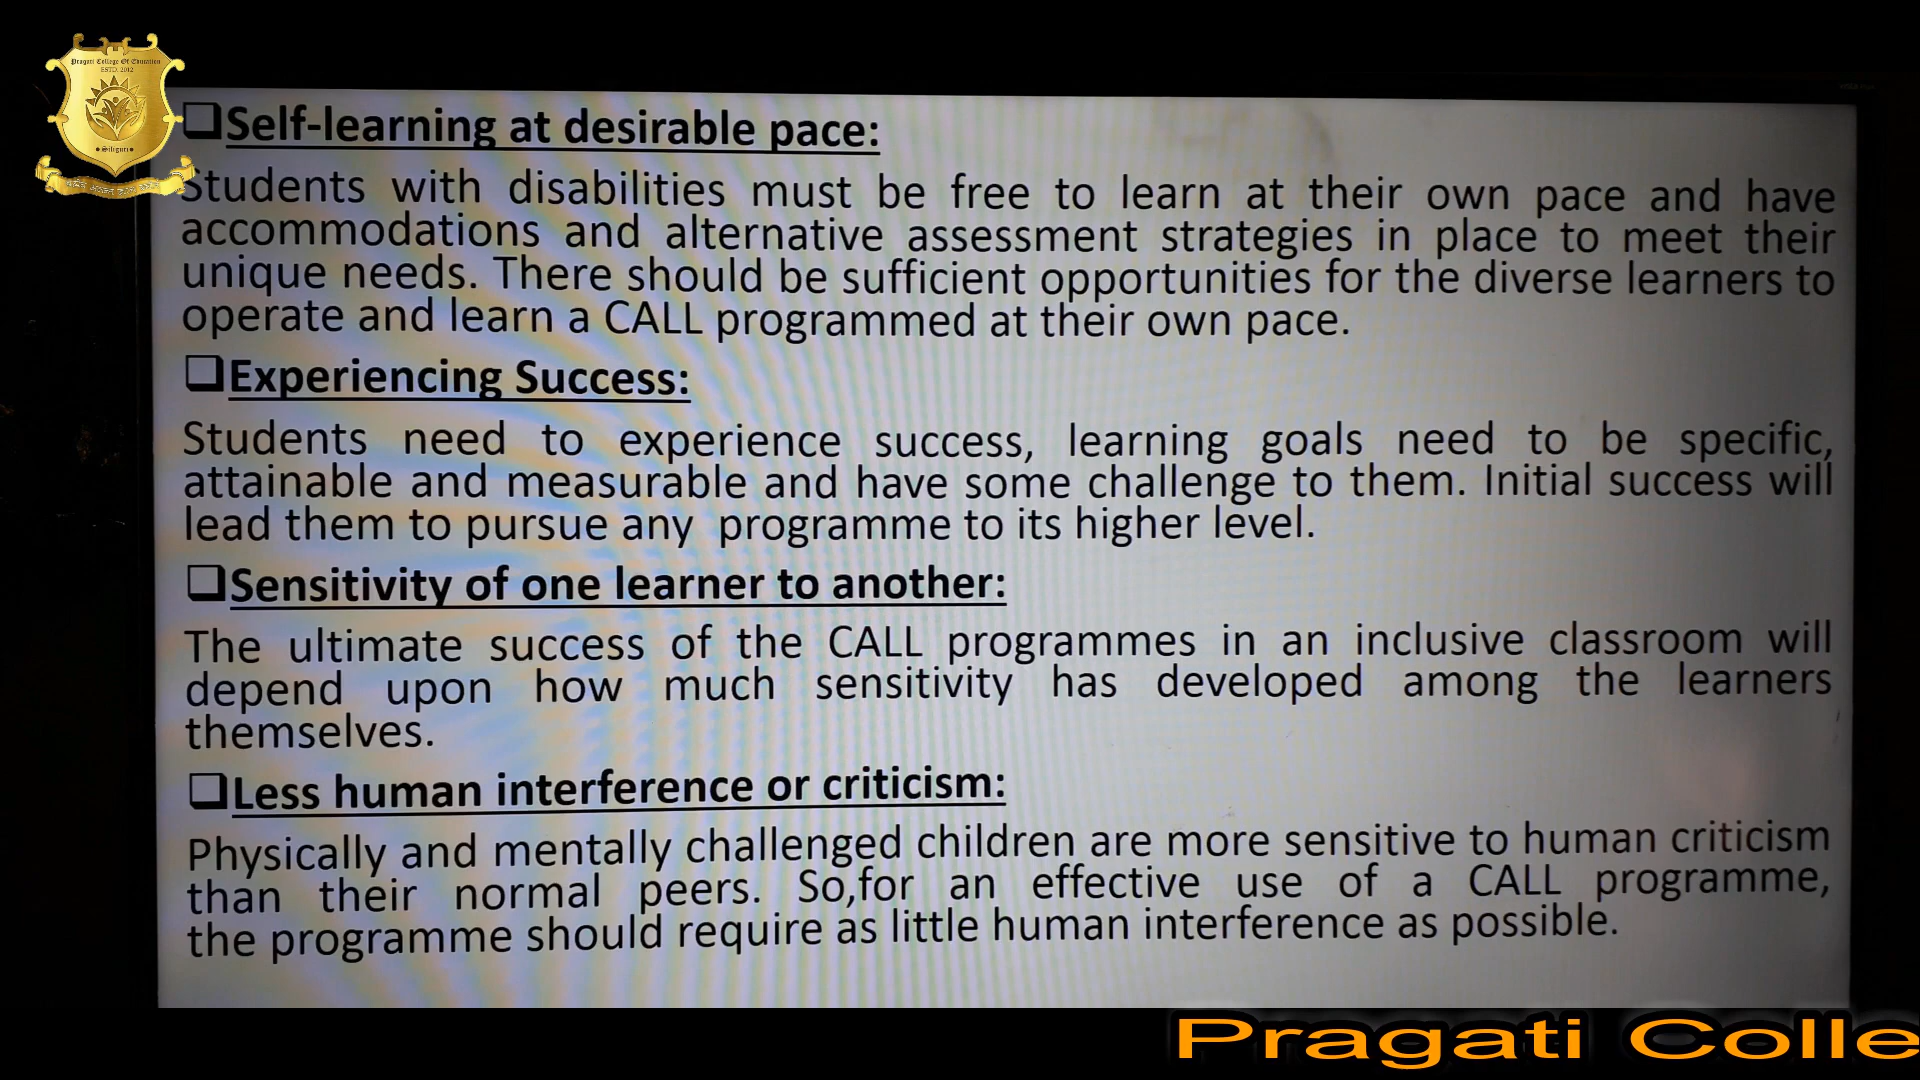 Pragati College Of Education
ESTD. 2012
Siliguri
Self-learning at desirable pace:
Students with disabilities must be free to learn at their own pace and have
accommodations and alternative assessment strategies in place to meet their
unique needs. There should be sufficient opportunities for the diverse learners to
operate and learn a CALL programmed at their own pace.
Experiencing Success:
Students need to experience success, learning goals need to be specific,
attainable and measurable and have some challenge to them. Initial success will
lead them to pursue any programme to its higher level.
Sensitivity of one learner to another:
The ultimate success of the CALL programmes in an inclusive classroom will
depend upon how much sensitivity has developed among the learners
themselves.
Less human interference or criticism:
Physically and mentally challenged children are more sensitive to human criticism
than their normal peers. So,for an effective use of a CALL programme,
the programme should require as little human interference as possible.
Pragati Colle